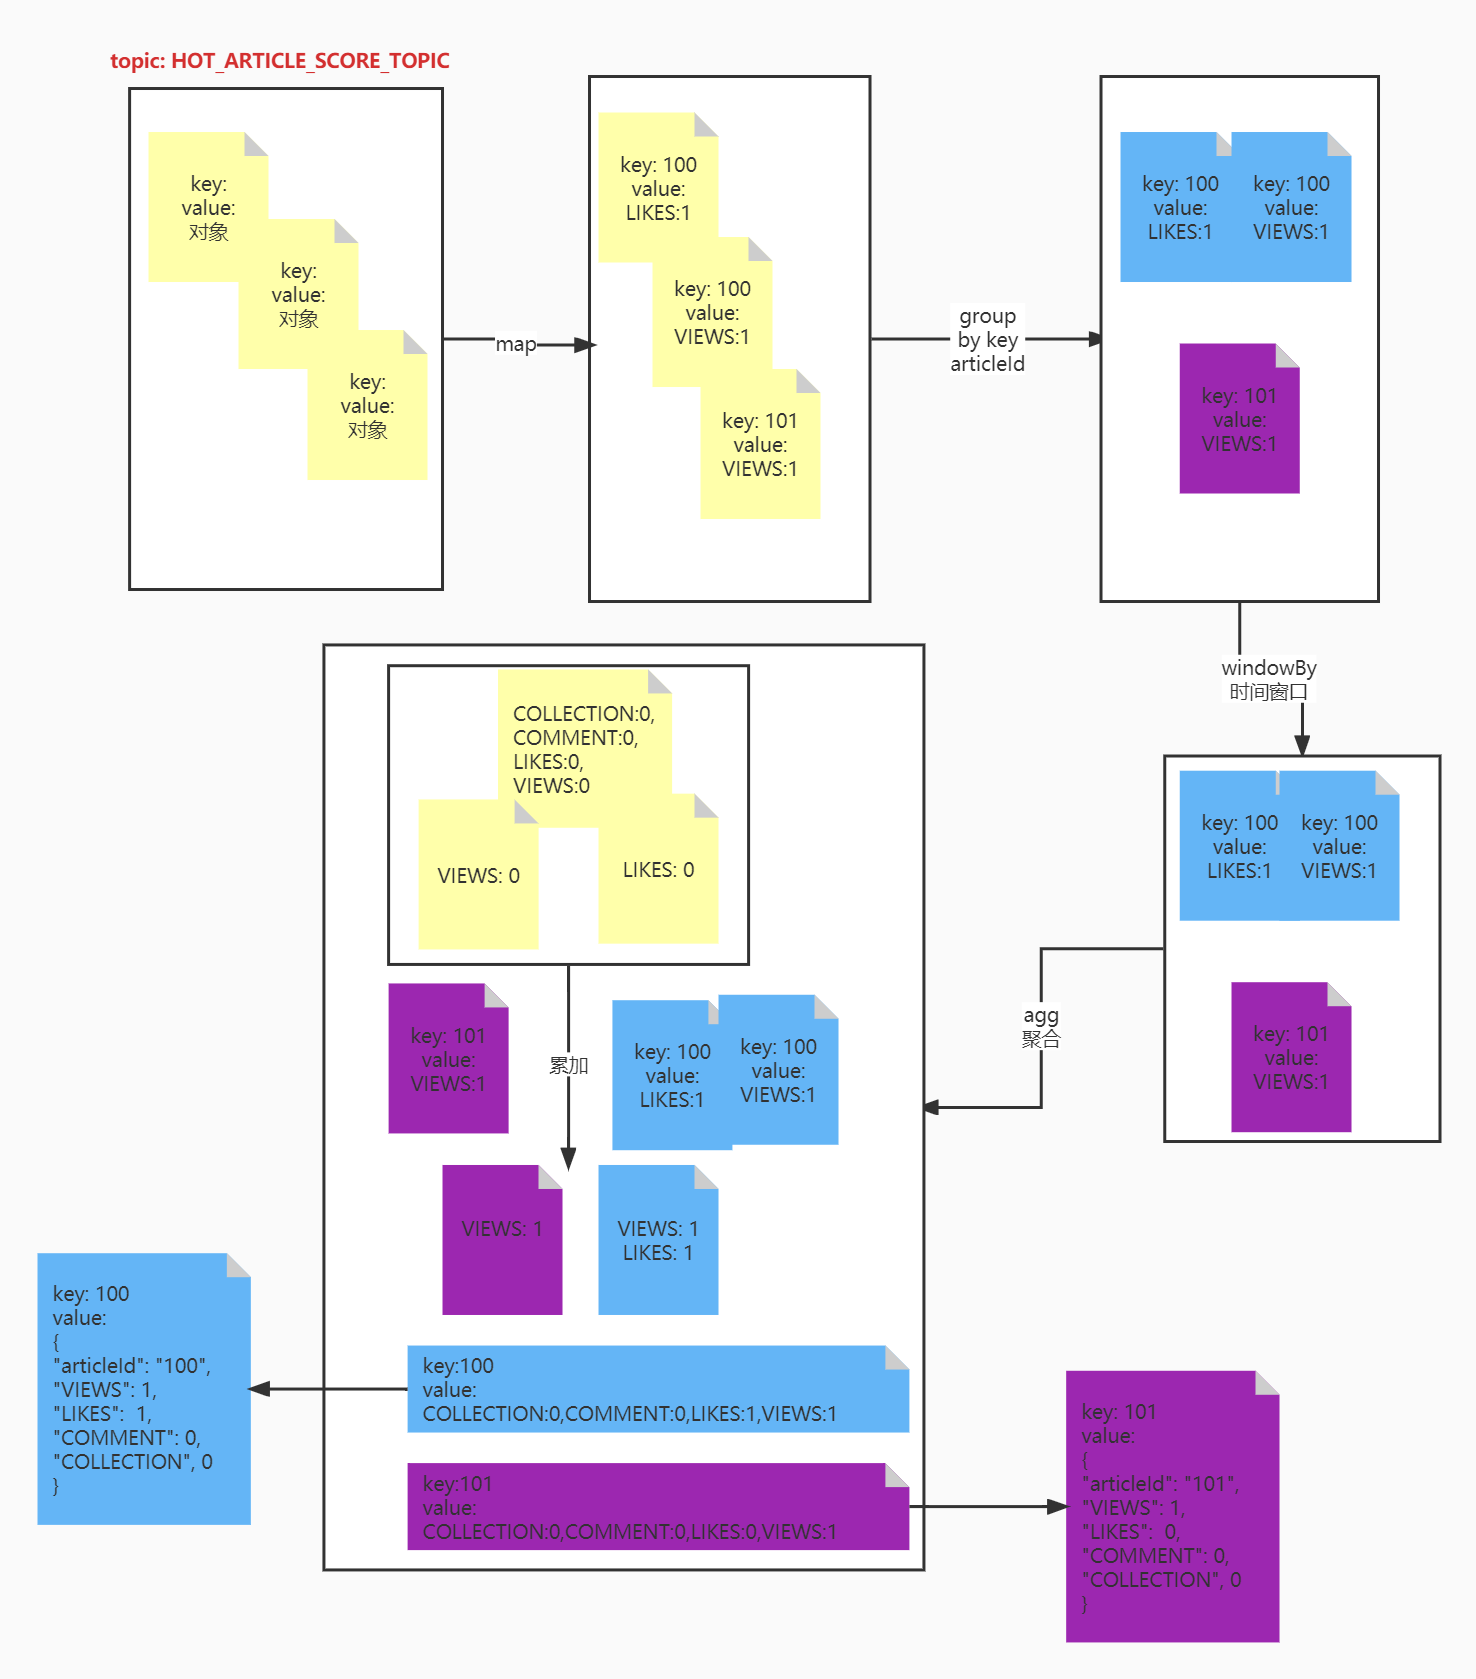 topic: HOT_ARTICLE_SCORE_TOPIC
key:
value:
对象
key:
value:
对象
key:
value:
对象
map
key: 100
value:
LIKES:1
key: 100
value:
VIEWS:1
key: 101
value:
VIEWS:1
group
by key
articleId
key: 100
value:
LIKES:1
key: 100
value:
VIEWS:1
key: 101
value:
VIEWS:1
windowBy
时间窗口
key: 100
value:
LIKES:1
key: 100
value:
VIEWS:1
key: 101
value:
VIEWS:1
agg
聚合
COLLECTION:0,
COMMENT:0,
LIKES:0,
VIEWS:0
VIEWS: 0
LIKES: 0
key: 101
value:
VIEWS:1
累加
key: 100
value:
LIKES:1
key: 100
value:
VIEWS:1
VIEWS: 1
VIEWS: 1
LIKES: 1
key:100
value:
COLLECTION:0,COMMENT:0,LIKES:1,VIEWS:1
key:101
value:
COLLECTION:0,COMMENT:0,LIKES:0,VIEWS:1
key: 100
value:
{
"articleId": "100",
"VIEWS": 1,
"LIKES":  1,
"COMMENT": 0,
"COLLECTION", 0
}
key: 101
value:
{
"articleId": "101",
"VIEWS": 1,
"LIKES":  0,
"COMMENT": 0,
"COLLECTION", 0
}